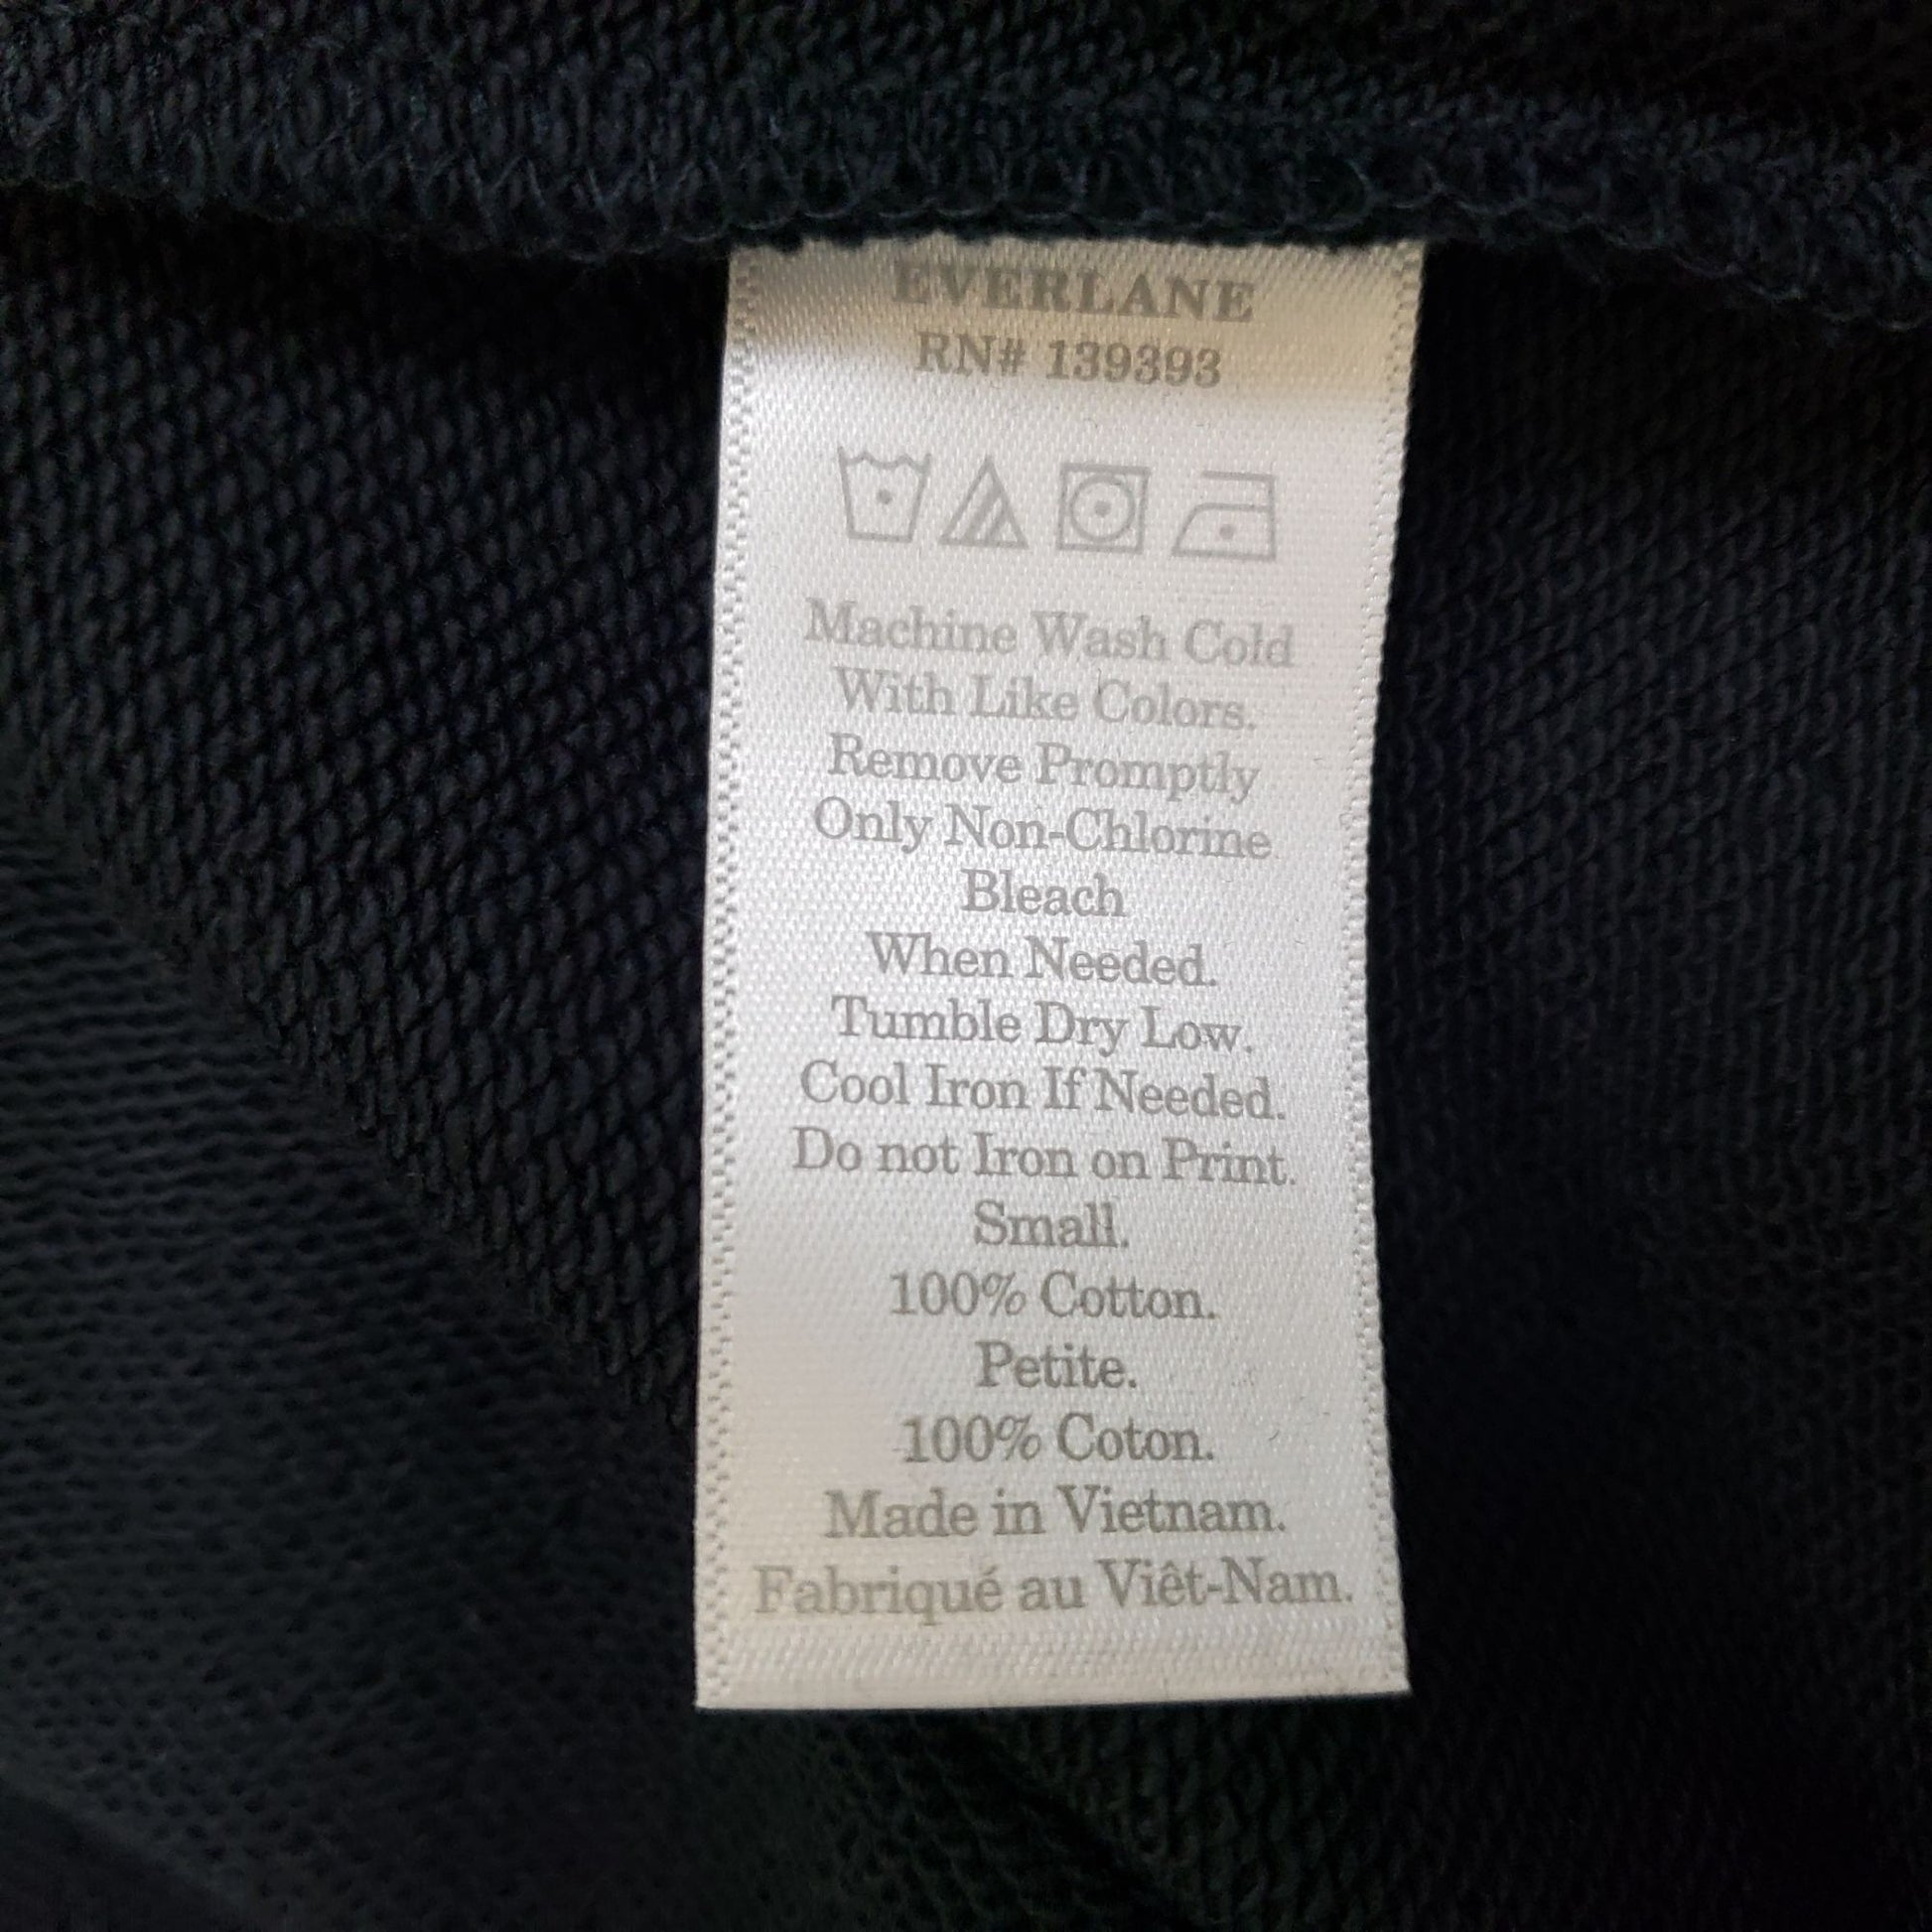 EVERLANE
RN# 139393
Machine Wash Cold
With Like Colors.
Remove Promptly
Only Non-Chlorine
Bleach
When Needed.
Tumble Dry Low.
Cool Iron If Needed.
Do not Iron on Print.
Small.
100% Cotton.
Petite.
100% Coton.
Made in Vietnam.
Fabriqué au Viêt-Nam.